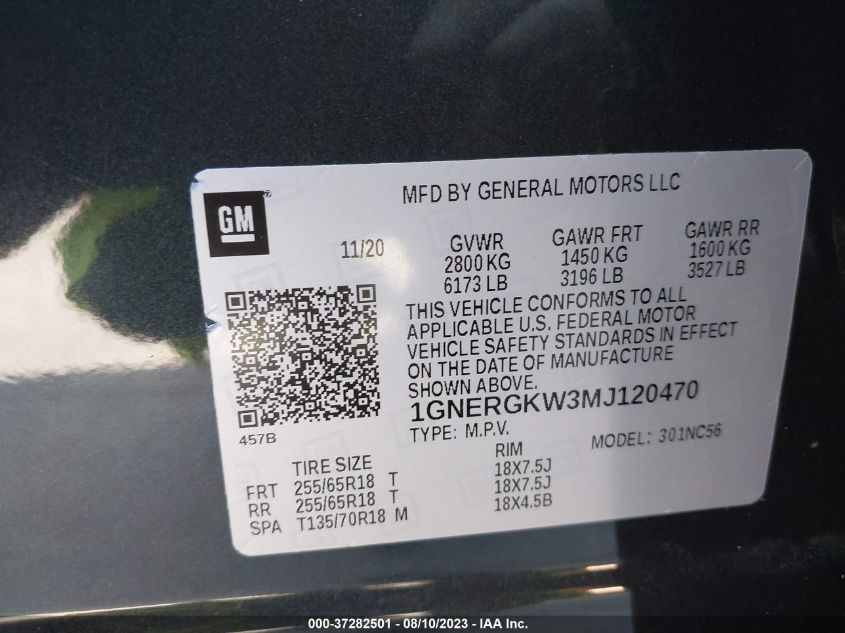 GM®
MFD BY GENERAL MOTORS LLC
11/20
GVWR
2800 KG
6173 LB
GAWR FRT
1450 KG
3196 LB
GAWR RR
1600 KG
3527 LB
THIS VEHICLE CONFORMS TO ALL
APPLICABLE U.S. FEDERAL MOTOR
VEHICLE SAFETY STANDARDS IN EFFECT
ON THE DATE OF MANUFACTURE
SHOWN ABOVE.
1GNERGKW3MJ120470
457B
TYPE: M.P.V. MODEL: 301NC56
TIRE SIZE RIM
FRT 255/65R18 T 18X7.5J
RR 255/65R18 T 18X7.5J
SPA T135/70R18 M 18X4.5B
000-37282501 - 08/10/2023 - IAA Inc.